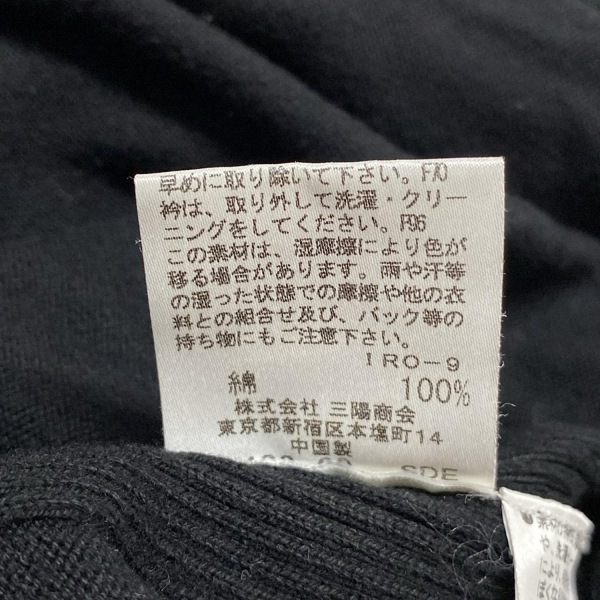 早めに取り除いて下さい。FA0
衿は、取り外して洗濯・クリー
ニングをしてください。F96
この素材は、湿摩擦により色が
移る場合があります。雨や汗等
の湿った状態での摩擦や他の衣
料との組合せ及び、バック等の
持ち物にもご注意下さい。
IRO-9
綿 100%
株式会社 三陽商会
東京都新宿区本塩町14
中国製
SDE